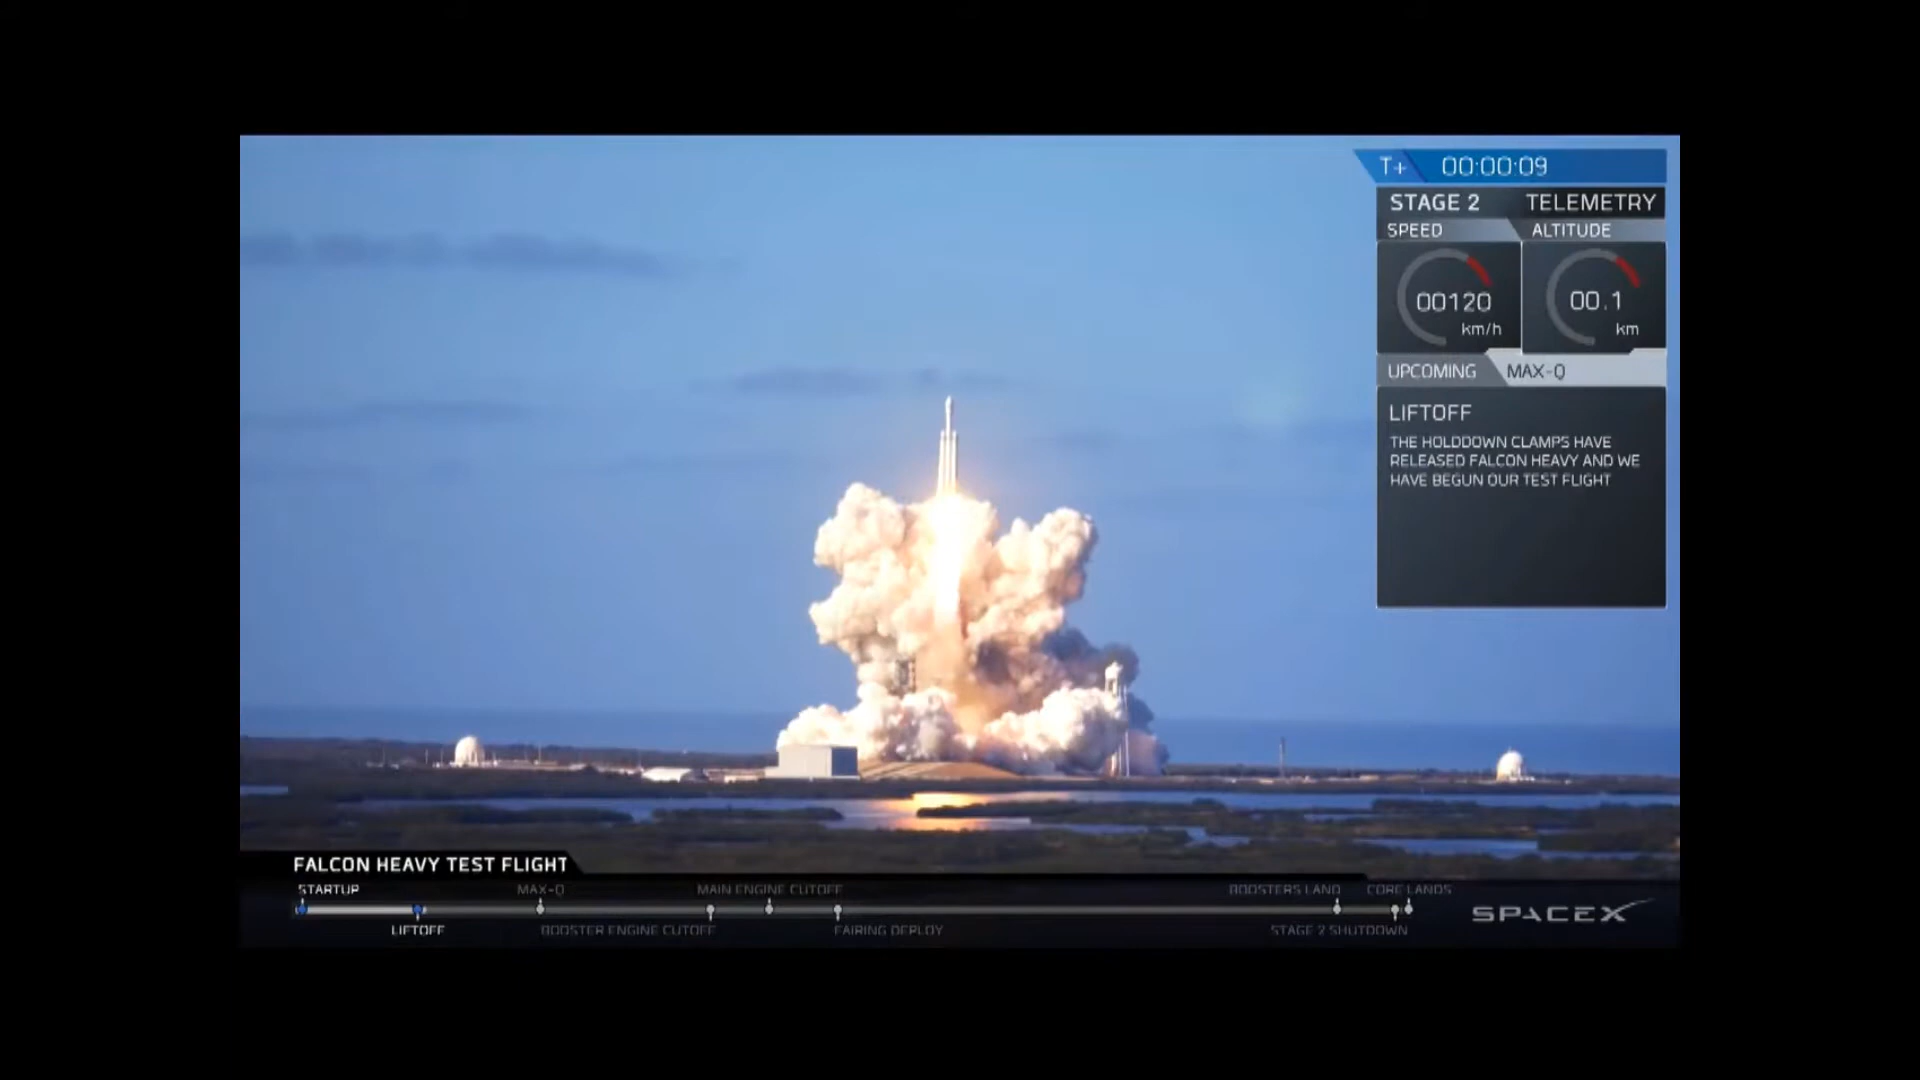 T+ 00:00:09
STAGE 2 TELEMETRY
SPEED ALTITUDE
00120 00.1
km/h km
UPCOMING MAX-Q
LIFTOFF
THE HOLDDOWN CLAMPS HAVE
RELEASED FALCON HEAVY AND WE
HAVE BEGUN OUR TEST FLIGHT
FALCON HEAVY TEST FLIGHT
STARTUP MAX-Q MAIN ENGINE CUTOFF BOOSTERS LAND CORE LANDS
LIFTOFF BOOSTER ENGINE CUTOFF FAIRING DEPLOY STAGE 2 SHUTDOWN
SPACEX